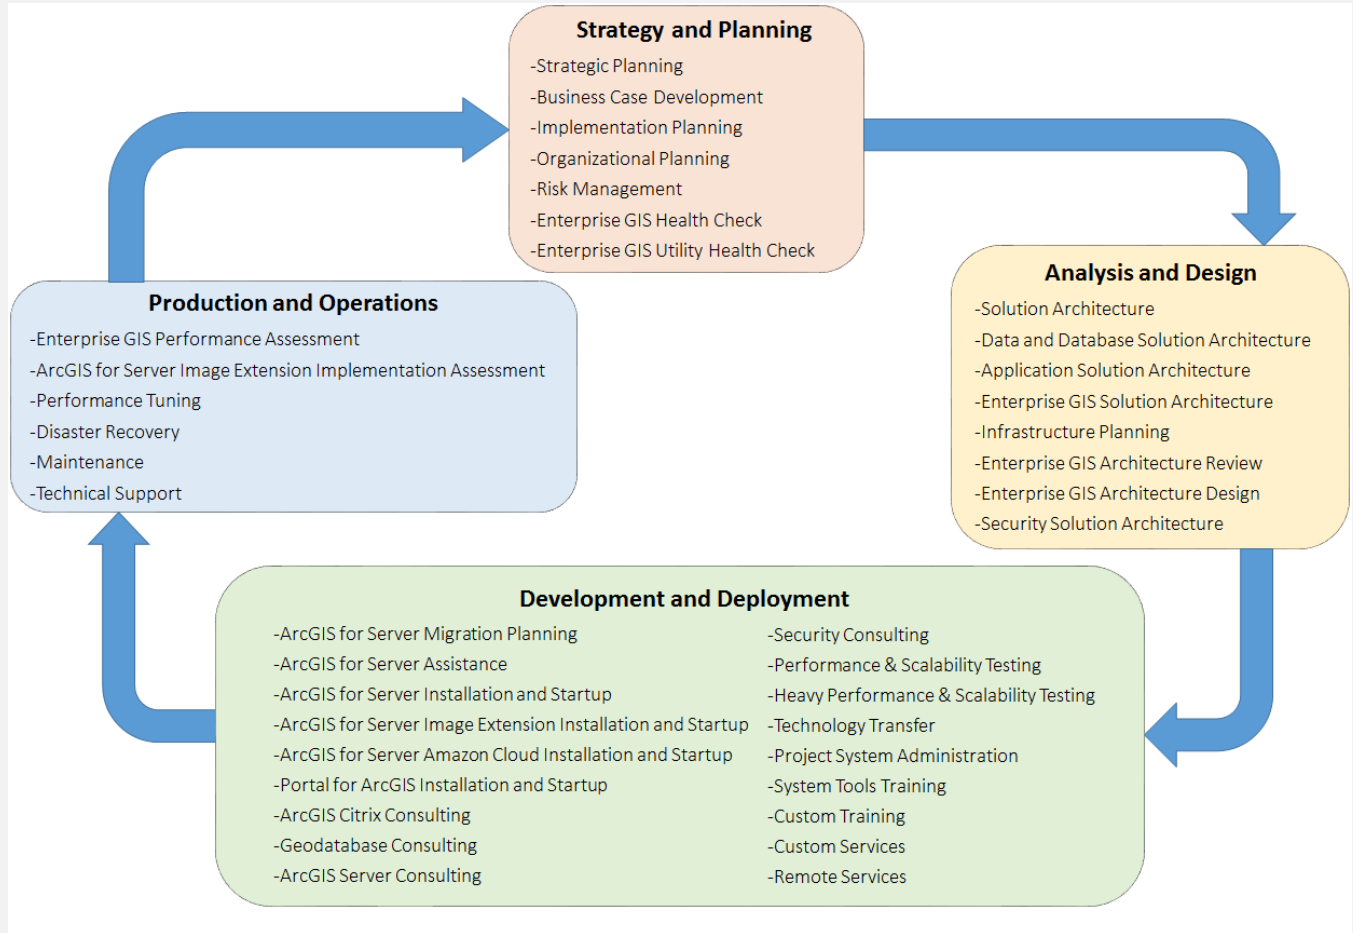 Strategy and Planning
-Strategic Planning
-Business Case Development
-Implementation Planning
-Organizational Planning
-Risk Management
-Enterprise GIS Health Check
-Enterprise GIS Utility Health Check
Analysis and Design
-Solution Architecture
-Data and Database Solution Architecture
-Application Solution Architecture
-Enterprise GIS Solution Architecture
-Infrastructure Planning
-Enterprise GIS Architecture Review
-Enterprise GIS Architecture Design
-Security Solution Architecture
Development and Deployment
-ArcGIS for Server Migration Planning
-ArcGIS for Server Assistance
-ArcGIS for Server Installation and Startup
-ArcGIS for Server Image Extension Installation and Startup
-ArcGIS for Server Amazon Cloud Installation and Startup
-Portal for ArcGIS Installation and Startup
-ArcGIS Citrix Consulting
-Geodatabase Consulting
-ArcGIS Server Consulting
-Security Consulting
-Performance & Scalability Testing
-Heavy Performance & Scalability Testing
-Technology Transfer
-Project System Administration
-System Tools Training
-Custom Training
-Custom Services
-Remote Services
Production and Operations
-Enterprise GIS Performance Assessment
-ArcGIS for Server Image Extension Implementation Assessment
-Performance Tuning
-Disaster Recovery
-Maintenance
-Technical Support